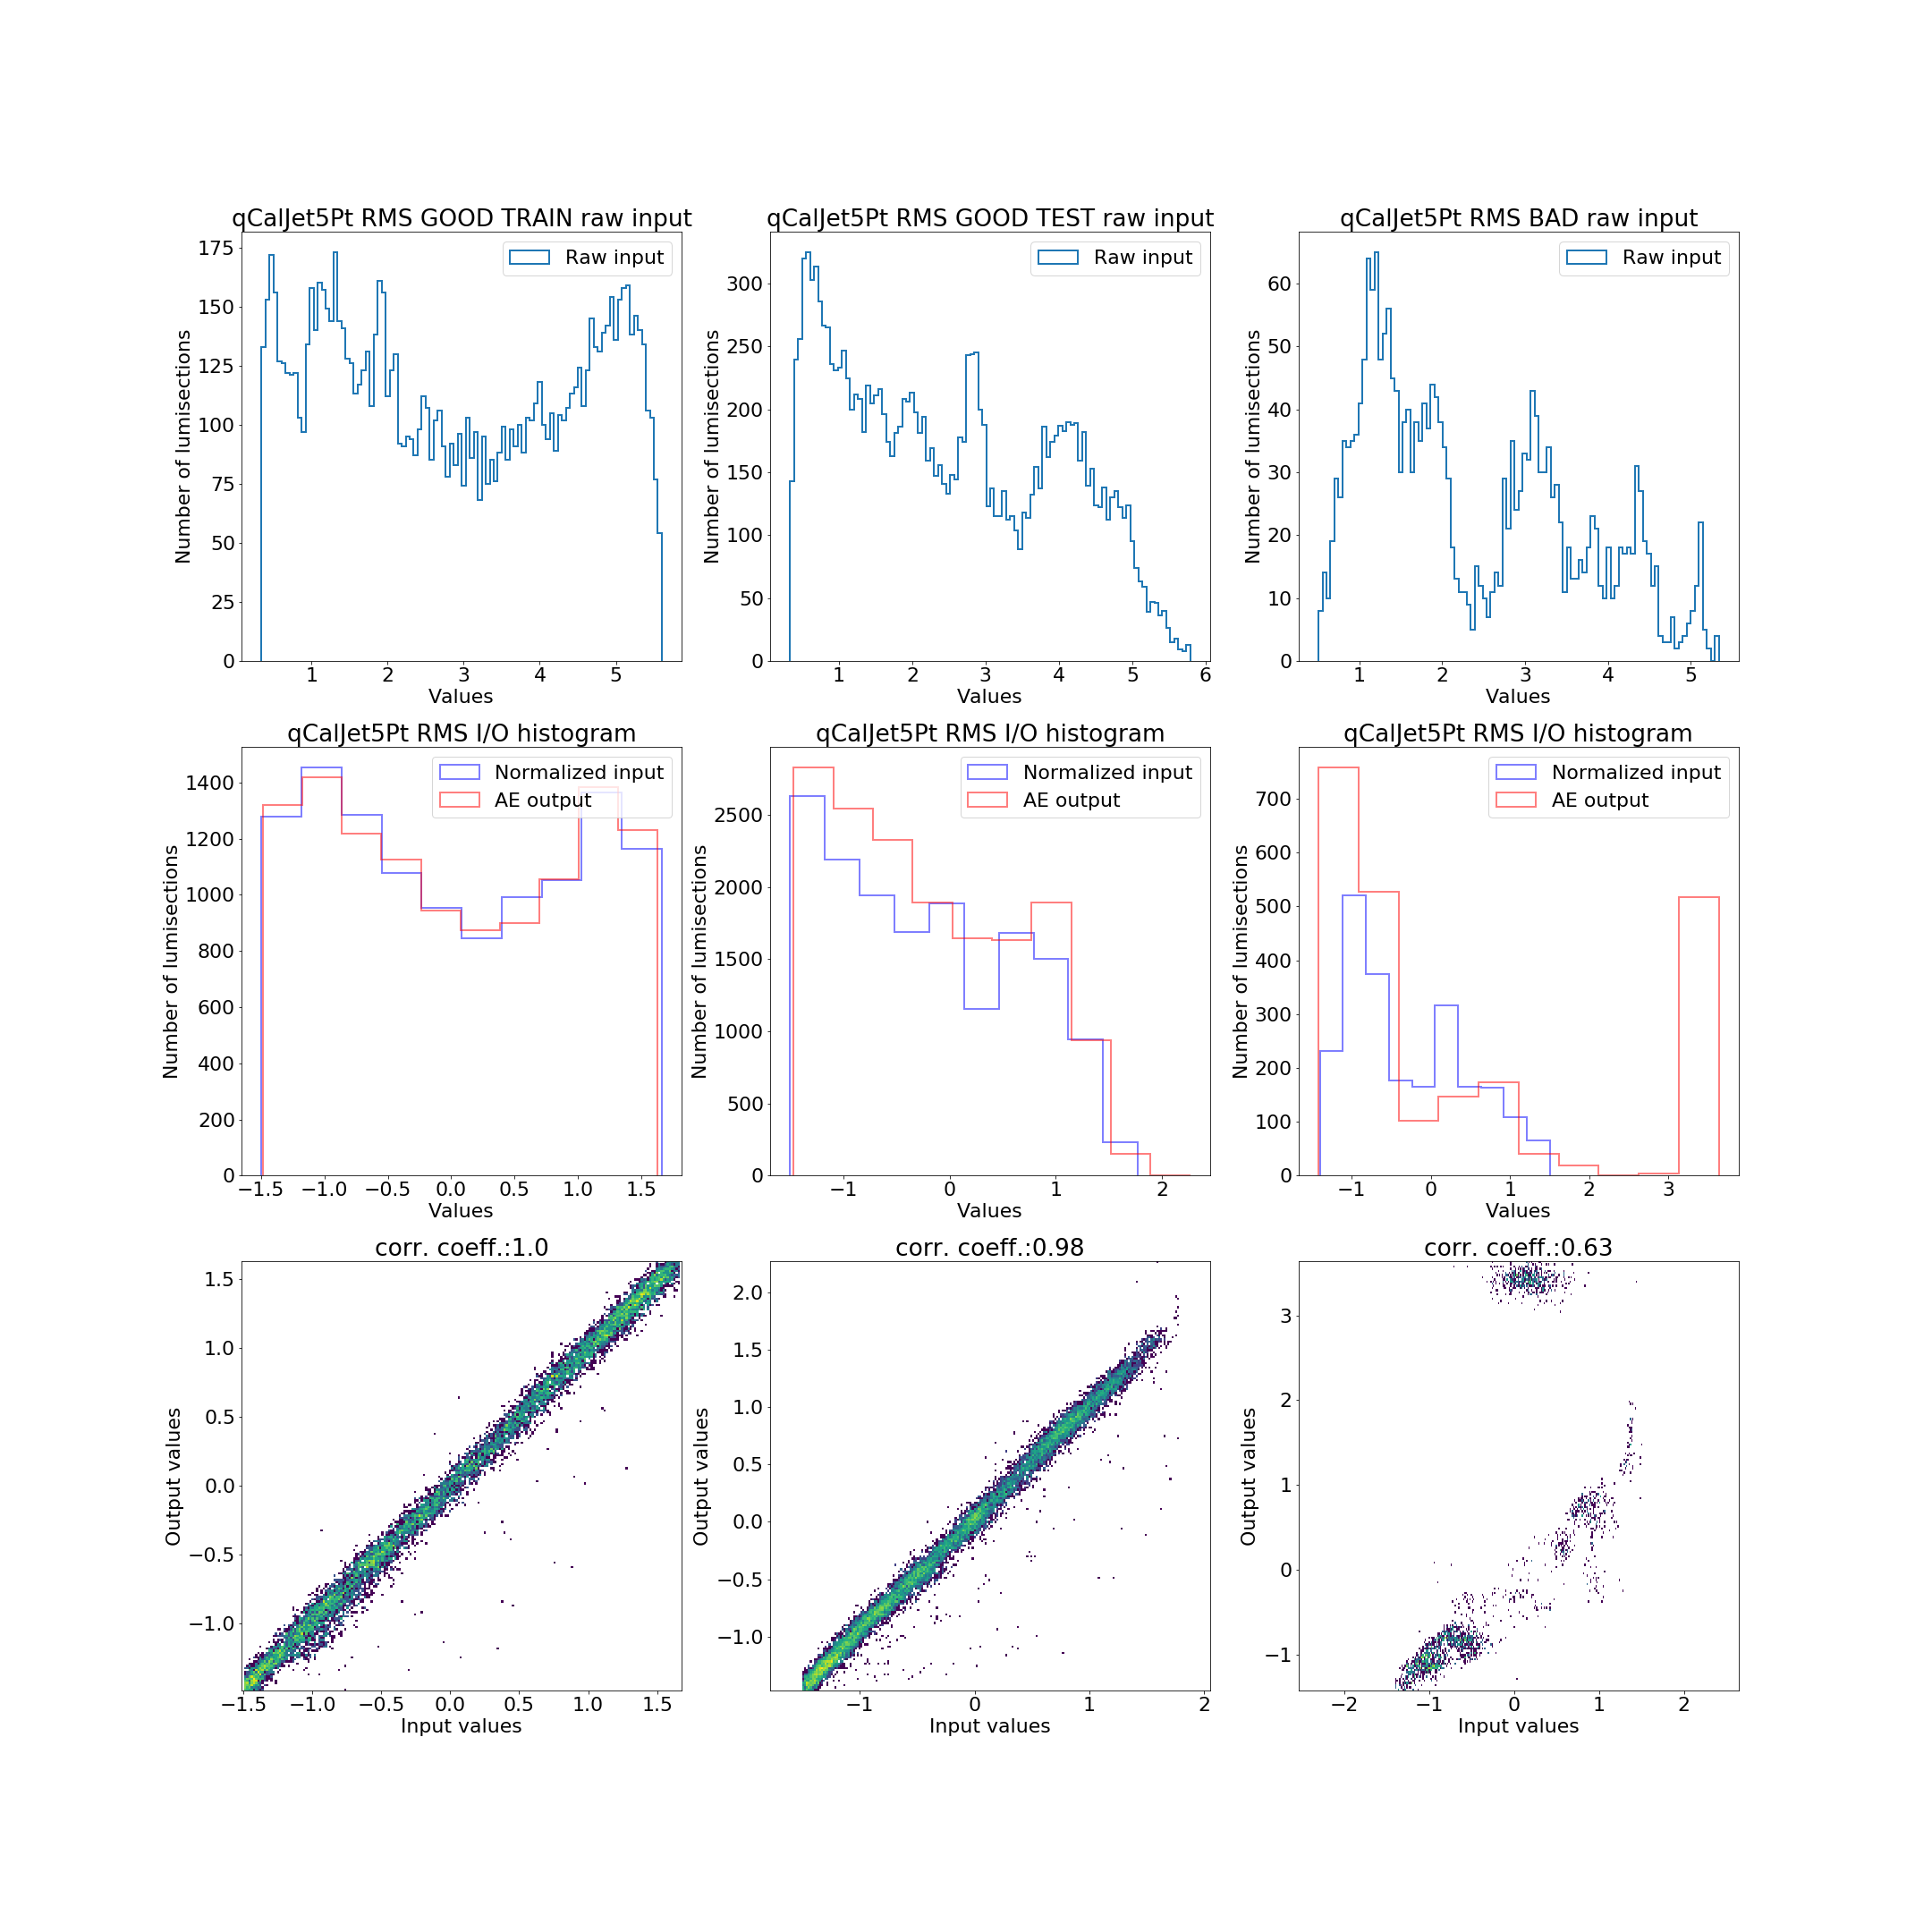 qCalJet5Pt RMS GOOD TRAIN raw input
Number of lumisections
175
150
125
100
75
50
25
0
Raw input
1 2 3 4 5
Values
qCalJet5Pt RMS GOOD TEST raw input
Number of lumisections
300
250
200
150
100
50
0
Raw input
1 2 3 4 5 6
Values
qCalJet5Pt RMS BAD raw input
Number of lumisections
60
50
40
30
20
10
0
Raw input
1 2 3 4 5
Values
qCalJet5Pt RMS I/O histogram
Number of lumisections
1400
1200
1000
800
600
400
200
0
Normalized input
AE output
−1.5 −1.0 −0.5 0.0 0.5 1.0 1.5
Values
qCalJet5Pt RMS I/O histogram
Number of lumisections
2500
2000
1500
1000
500
0
Normalized input
AE output
−1 0 1 2
Values
qCalJet5Pt RMS I/O histogram
Number of lumisections
700
600
500
400
300
200
100
0
Normalized input
AE output
−1 0 1 2 3
Values
corr. coeff.:1.0
Output values
1.5
1.0
0.5
0.0
−0.5
−1.0
−1.5 −1.0 −0.5 0.0 0.5 1.0 1.5
Input values
corr. coeff.:0.98
Output values
2.0
1.5
1.0
0.5
0.0
−0.5
−1.0
−1 0 1 2
Input values
corr. coeff.:0.63
Output values
3
2
1
0
−1
−2 −1 0 1 2
Input values